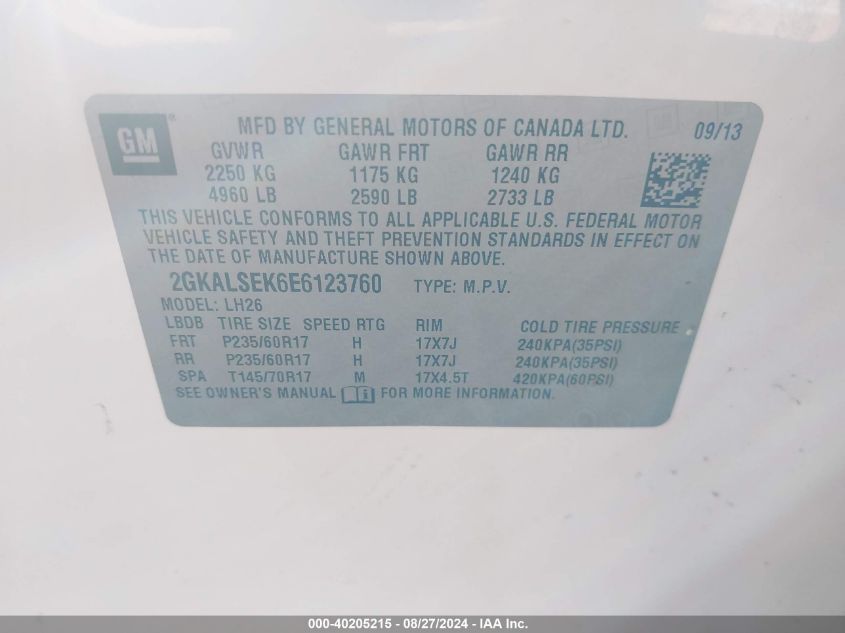 GM ®
MFD BY GENERAL MOTORS OF CANADA LTD. 09/13
GVWR GAWR FRT GAWR RR
2250 KG 1175 KG 1240 KG
4960 LB 2590 LB 2733 LB
THIS VEHICLE CONFORMS TO ALL APPLICABLE U.S. FEDERAL MOTOR
VEHICLE SAFETY AND THEFT PREVENTION STANDARDS IN EFFECT ON
THE DATE OF MANUFACTURE SHOWN ABOVE.
2GKALSEK6E6123760 TYPE: M.P.V.
MODEL: LH26
LBDB TIRE SIZE SPEED RTG RIM COLD TIRE PRESSURE
FRT P235/60R17 H 17X7J 240KPA(35PSI)
RR P235/60R17 H 17X7J 240KPA(35PSI)
SPA T145/70R17 M 17X4.5T 420KPA(60PSI)
SEE OWNER'S MANUAL FOR MORE INFORMATION.
000-40205215 - 08/27/2024 - IAA Inc.